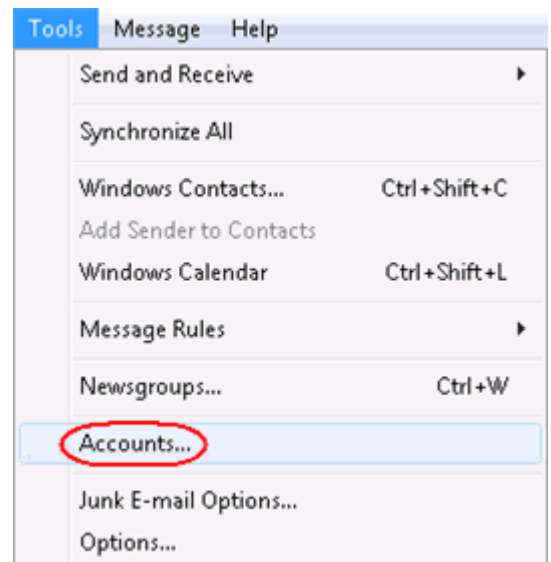 Tools Message Help
Send and Receive
Synchronize All
Windows Contacts... Ctrl+Shift+C
Add Sender to Contacts
Windows Calendar Ctrl+Shift+L
Message Rules
Newsgroups... Ctrl+W
Accounts...
Junk E-mail Options...
Options...